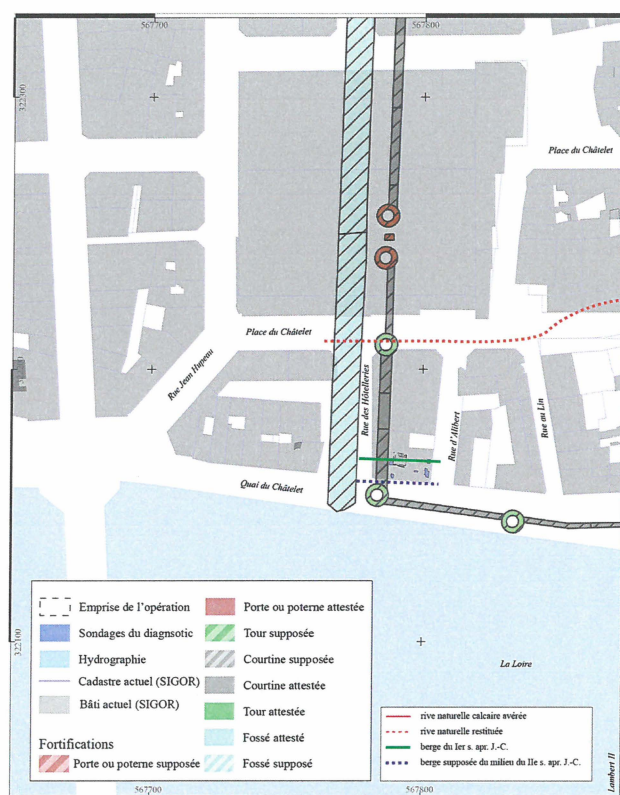 567700
567800
322300
Place du Châtelet
Place du Châtelet
Rue Jean Hupeau
Rue des Hôtelleries
Rue d'Alibert
Rue au Lin
Quai du Châtelet
La Loire
322100
Emprise de l'opération
Sondages du diagnsotic
Hydrographie
Cadastre actuel (SIGOR)
Bâti actuel (SIGOR)
Fortifications
Porte ou poterne supposée
Porte ou poterne attestée
Tour supposée
Courtine supposée
Courtine attestée
Tour attestée
Fossé attesté
Fossé supposé
rive naturelle calcaire avérée
rive naturelle restituée
berge du Ier s. apr. J.-C.
berge supposée du milieu du IIe s. apr. J.-C.
Lambert II
567700
567800